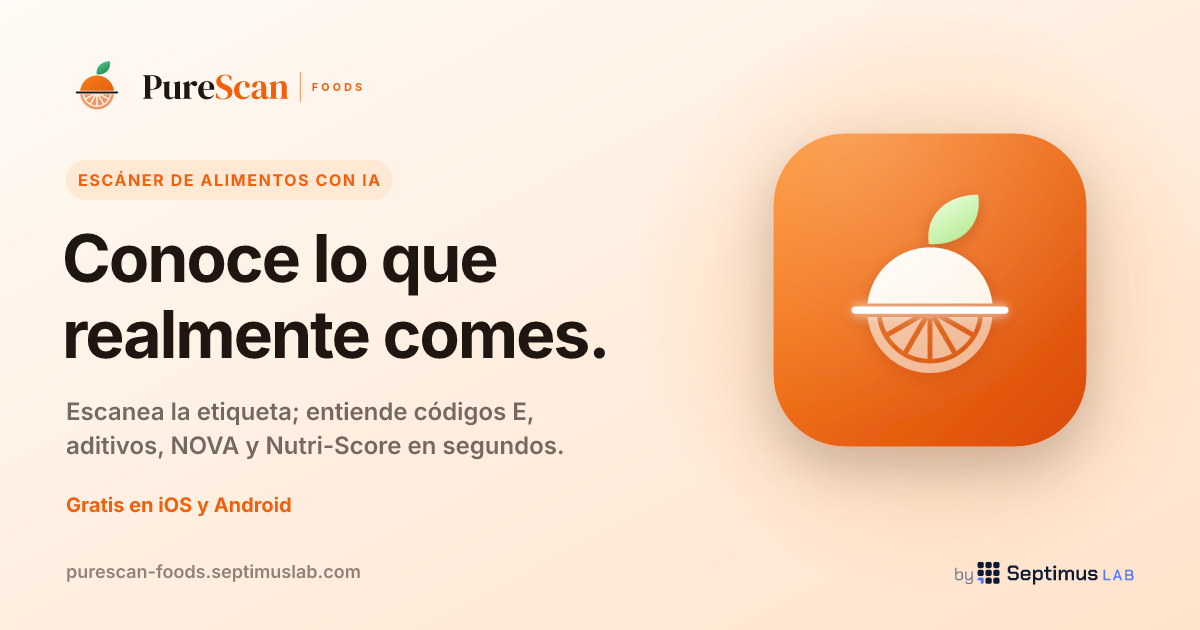 PureScan FOODS
ESCÁNER DE ALIMENTOS CON IA
Conoce lo que
realmente comes.
Escanea la etiqueta; entiende códigos E,
aditivos, NOVA y Nutri-Score en segundos.
Gratis en iOS y Android
purescan-foods.septimuslab.com
by Septimus LAB